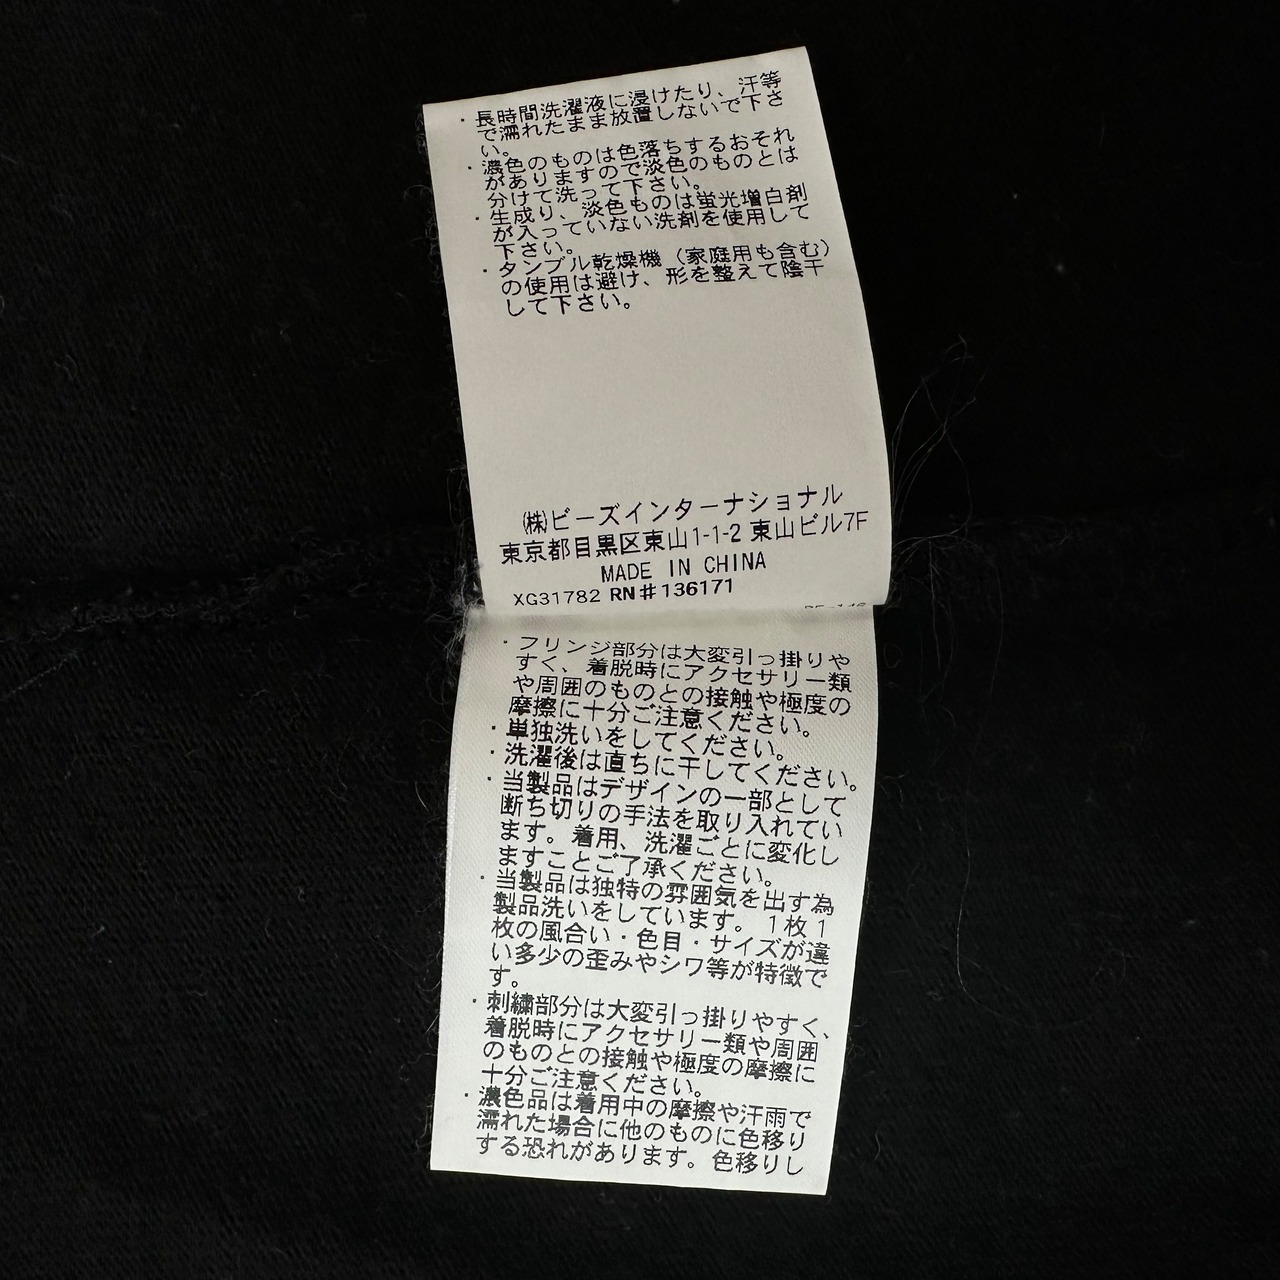 ・長時間洗濯液に浸けたり、汗等
で濡れたまま放置しないで下さ
い。
・濃色のものは色落ちするおそれ
がありますので淡色のものとは
分けて洗って下さい。
・生成り、淡色ものは蛍光増白剤
が入っていない洗剤を使用して
下さい。
・タンブル乾燥機（家庭用も含む）
の使用は避け、形を整えて陰干
して下さい。
㈱ビーズインターナショナル
東京都目黒区東山1-1-2 東山ビル7F
MADE IN CHINA
XG31782 RN#136171
・フリンジ部分は大変引っ掛りや
すく、着脱時にアクセサリー類
や周囲のものとの接触や極度の
摩擦に十分ご注意ください。
・単独洗いをしてください。
・洗濯後は直ちに干してください。
・当製品はデザインの一部として
断ち切りの手法を取り入れてい
ます。着用、洗濯ごとに変化し
ますことご了承ください。
・当製品は独特の雰囲気を出す為
製品洗いをしています。1枚1
枚の風合い・色目・サイズが違
い多少の歪みやシワ等が特徴で
す。
・刺繍部分は大変引っ掛りやすく、
着脱時にアクセサリー類や周囲
のものとの接触や極度の摩擦に
十分ご注意ください。
・濃色品は着用中の摩擦や汗雨で
濡れた場合に他のものに色移り
する恐れがあります。色移りし